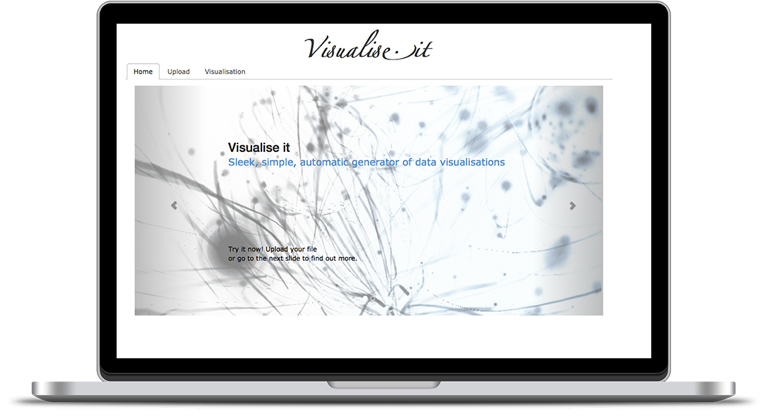 Visualise.it
Home Upload Visualisation
Visualise it
Sleek, simple, automatic generator of data visualisations
Try it now! Upload your file
or go to the next slide to find out more.